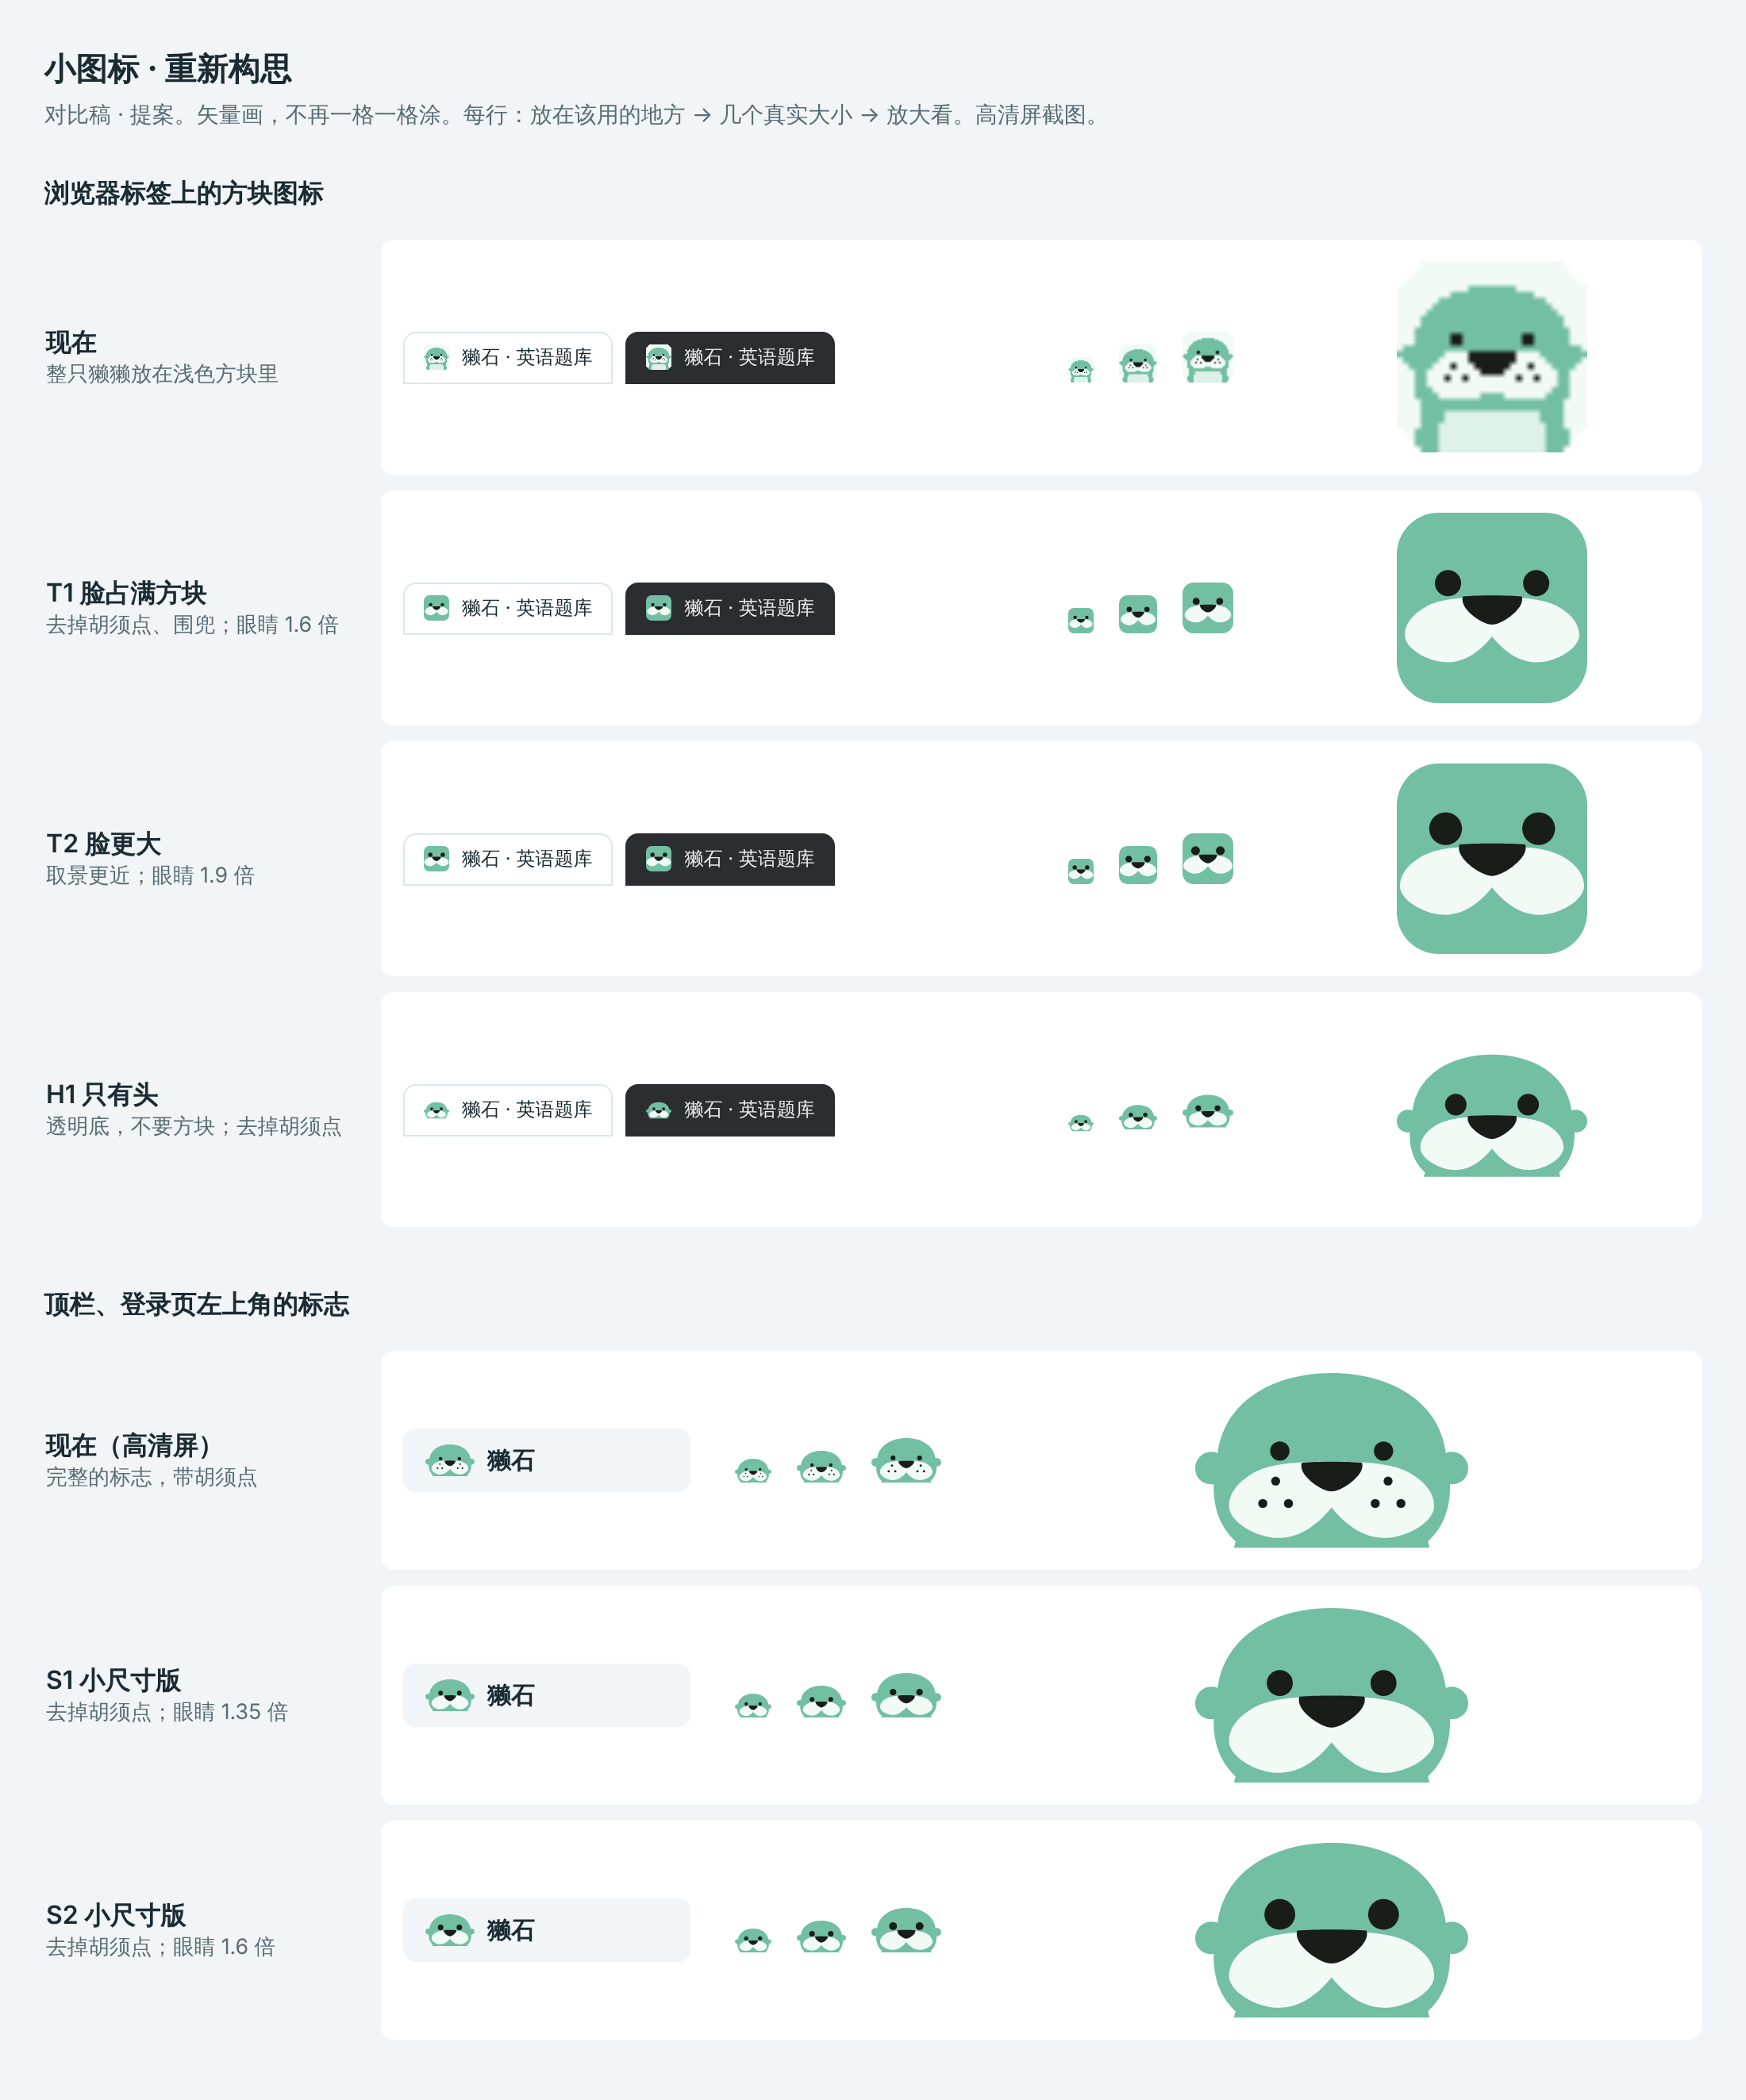 小图标 · 重新构思
对比稿 · 提案。矢量画，不再一格一格涂。每行：放在该用的地方 → 几个真实大小 → 放大看。高清屏截图。
浏览器标签上的方块图标
现在
整只獭獭放在浅色方块里
獭石 · 英语题库
獭石 · 英语题库
T1 脸占满方块
去掉胡须点、围兜；眼睛 1.6 倍
獭石 · 英语题库
獭石 · 英语题库
T2 脸更大
取景更近；眼睛 1.9 倍
獭石 · 英语题库
獭石 · 英语题库
H1 只有头
透明底，不要方块；去掉胡须点
獭石 · 英语题库
獭石 · 英语题库
顶栏、登录页左上角的标志
现在（高清屏）
完整的标志，带胡须点
獭石
S1 小尺寸版
去掉胡须点；眼睛 1.35 倍
獭石
S2 小尺寸版
去掉胡须点；眼睛 1.6 倍
獭石